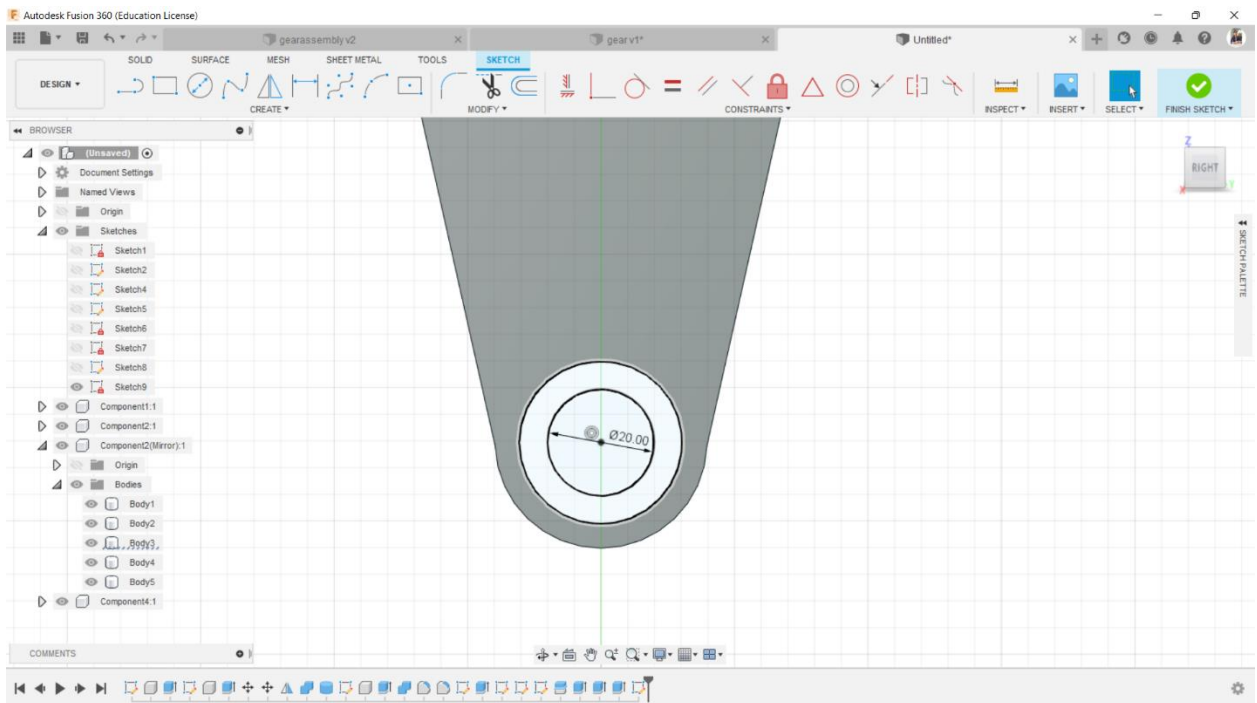 Autodesk Fusion 360 (Education License)
gearassembly v2
gear v1*
Untitled*
SOLID SURFACE MESH SHEET METAL TOOLS SKETCH
DESIGN
CREATE MODIFY CONSTRAINTS INSPECT INSERT SELECT FINISH SKETCH
BROWSER
(Unsaved)
Document Settings
Named Views
Origin
Sketches
Sketch1
Sketch2
Sketch4
Sketch5
Sketch6
Sketch7
Sketch8
Sketch9
Component1:1
Component2:1
Component2(Mirror):1
Origin
Bodies
Body1
Body2
Body3
Body4
Body5
Component4:1
COMMENTS
Ø20.00
Z
RIGHT
X
Y
SKETCH PALETTE